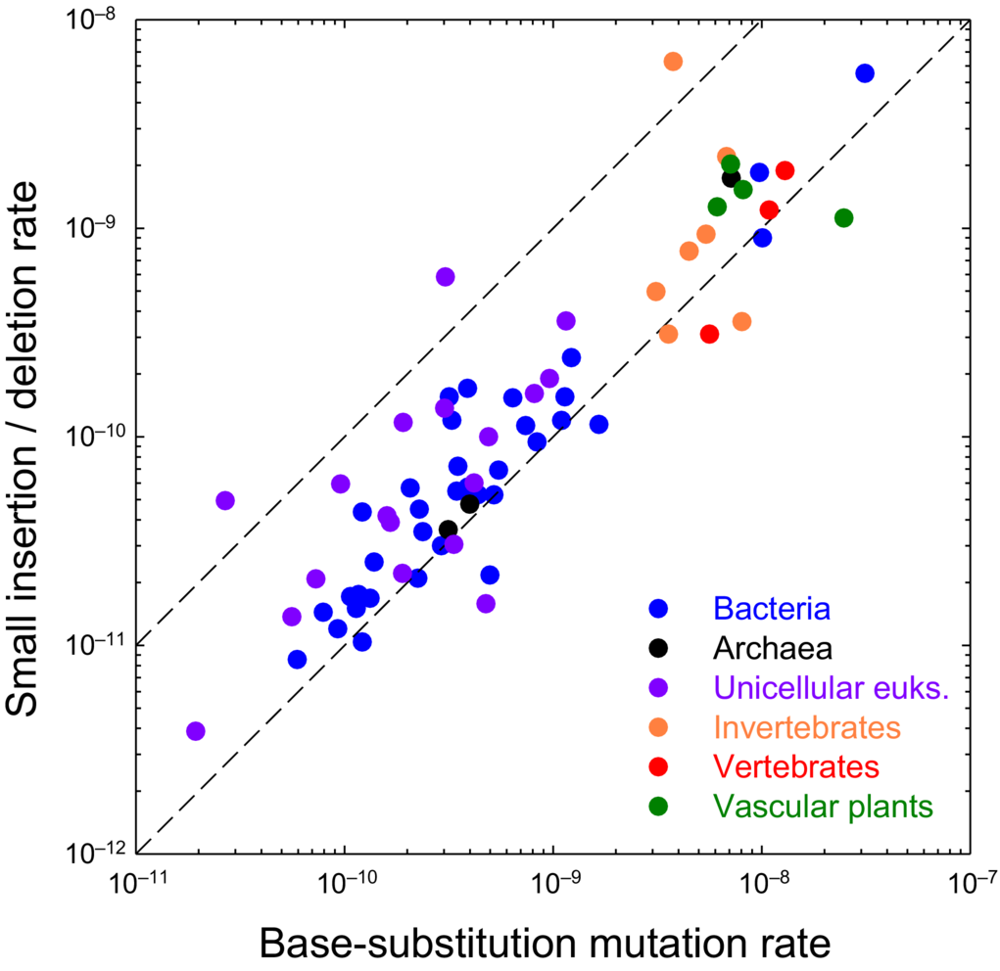 10⁻⁸
10⁻⁹
10⁻¹⁰
10⁻¹¹
10⁻¹²
Small insertion / deletion rate
Bacteria
Archaea
Unicellular euks.
Invertebrates
Vertebrates
Vascular plants
10⁻¹¹ 10⁻¹⁰ 10⁻⁹ 10⁻⁸ 10⁻⁷
Base-substitution mutation rate